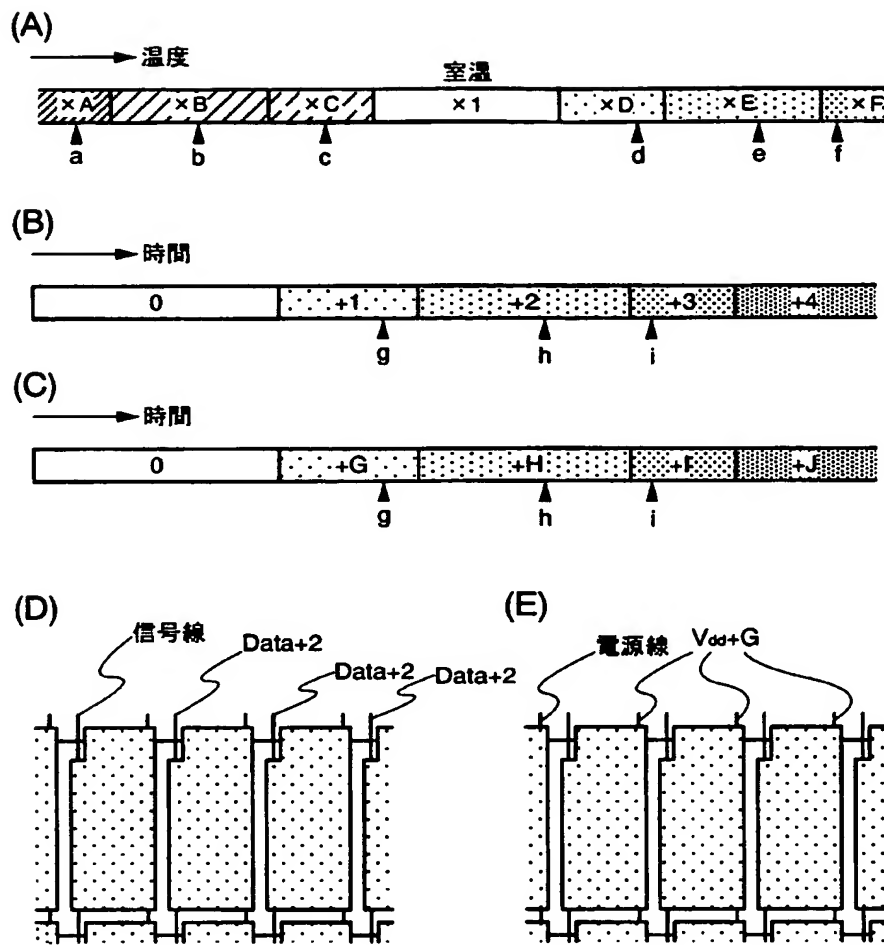 (A)
温度
室温
×A ×B ×C ×1 ×D ×E ×F
a b c d e f
(B)
時間
0 +1 +2 +3 +4
g h i
(C)
時間
0 +G +H +I +J
g h i
(D)
信号線
Data+2
Data+2
Data+2
(E)
電源線
Vdd+G